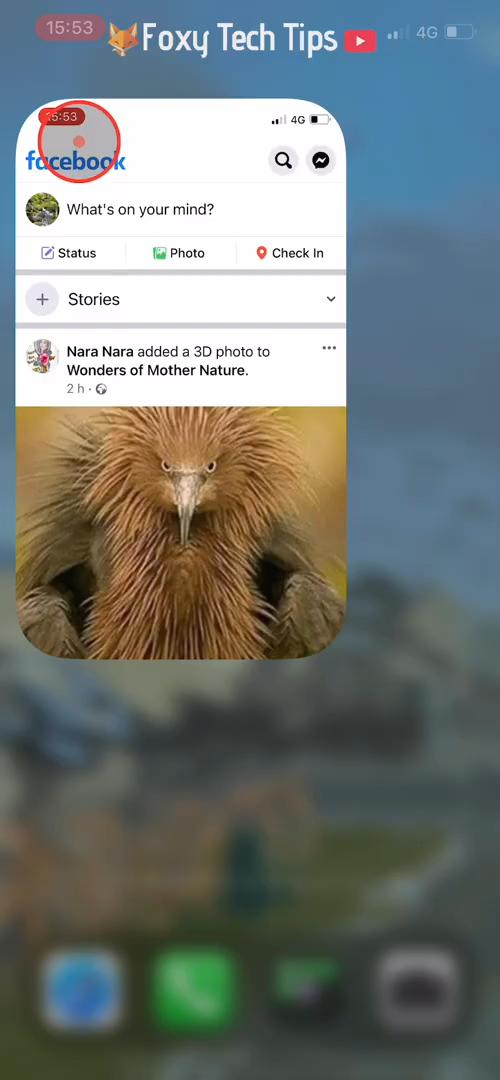 15:53
Foxy Tech Tips
4G
15:53
4G
facebook
What's on your mind?
Status
Photo
Check In
Stories
Nara Nara added a 3D photo to
Wonders of Mother Nature.
2 h ·